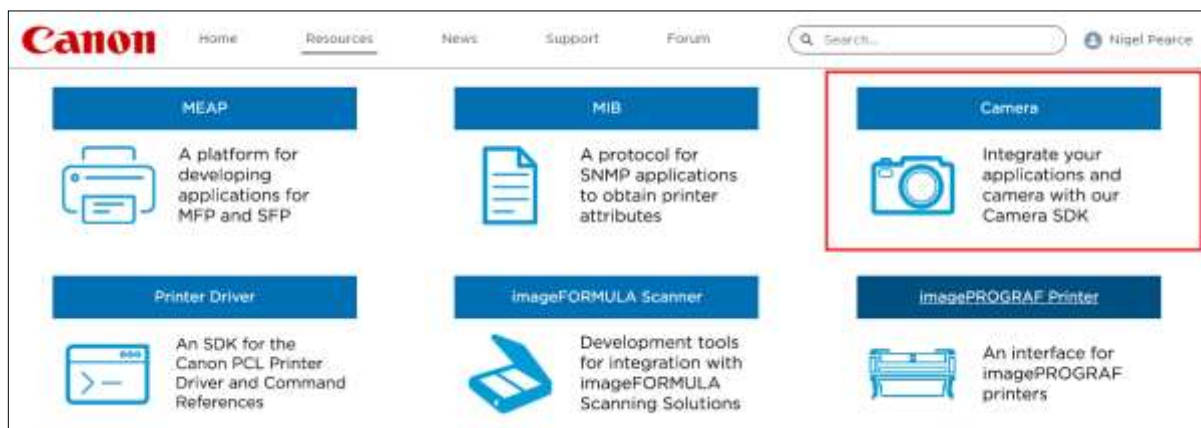 Canon Home Resources News Support Forum Search... Nigel Pearce
MEAP
A platform for
developing
applications for
MFP and SFP
MIB
A protocol for
SNMP applications
to obtain printer
attributes
Camera
Integrate your
applications and
camera with our
Camera SDK
Printer Driver
An SDK for the
Canon PCL Printer
Driver and Command
References
imageFORMULA Scanner
Development tools
for integration with
imageFORMULA
Scanning Solutions
imagePROGRAF Printer
An interface for
imagePROGRAF
printers